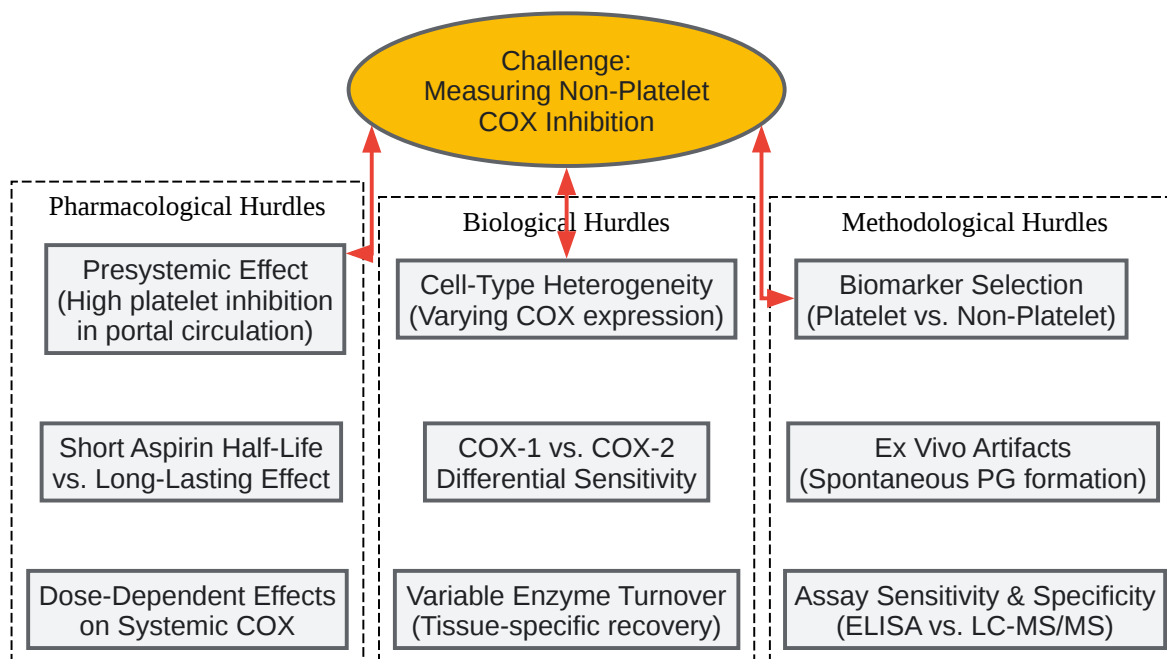 Challenge:
Measuring Non-Platelet
COX Inhibition
Pharmacological Hurdles
Presystemic Effect
(High platelet inhibition
in portal circulation)
Short Aspirin Half-Life
vs. Long-Lasting Effect
Dose-Dependent Effects
on Systemic COX
Biological Hurdles
Cell-Type Heterogeneity
(Varying COX expression)
COX-1 vs. COX-2
Differential Sensitivity
Variable Enzyme Turnover
(Tissue-specific recovery)
Methodological Hurdles
Biomarker Selection
(Platelet vs. Non-Platelet)
Ex Vivo Artifacts
(Spontaneous PG formation)
Assay Sensitivity & Specificity
(ELISA vs. LC-MS/MS)